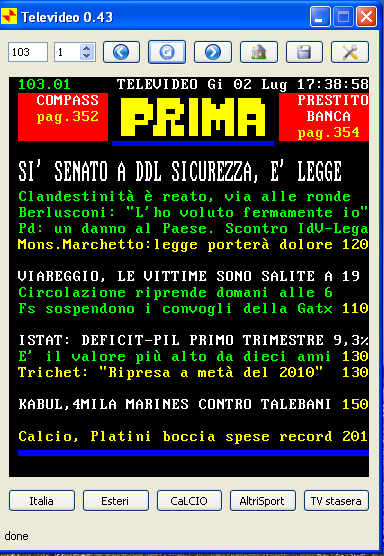 Televideo 0.43
103 1
103.01 TELEVIDEO Gi 02 Lug 17:38:58
COMPASS
pag.352
PRIMA
PRESTITO
BANCA
pag.354
SI' SENATO A DDL SICUREZZA, E' LEGGE
Clandestinità è reato, via alle ronde
Berlusconi: "L'ho voluto fermamente io"
Pd: un danno al Paese. Scontro IdV-Lega
Mons.Marchetto:legge porterà dolore 120
VIAREGGIO, LE VITTIME SONO SALITE A 19
Circolazione riprende domani alle 6
Fs sospendono i convogli della Gatx 110
ISTAT: DEFICIT-PIL PRIMO TRIMESTRE 9,3%
E' il valore più alto da dieci anni 130
Trichet: "Ripresa a metà del 2010" 130
KABUL,4MILA MARINES CONTRO TALEBANI 150
Calcio, Platini boccia spese record 201
Italia Esteri CaLCIO AltriSport TV stasera
done